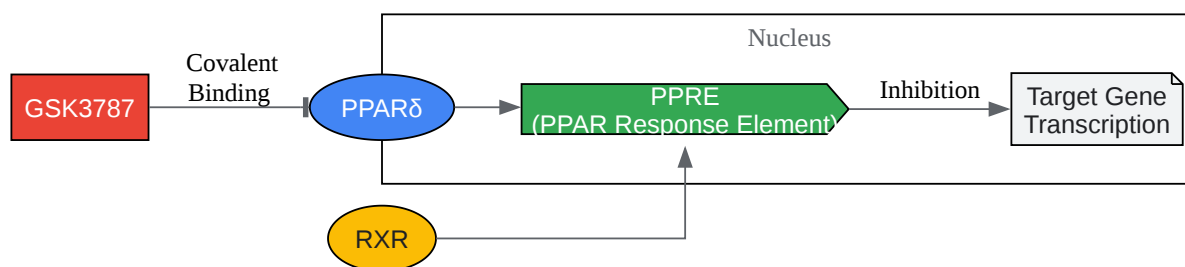 Nucleus
Covalent
Binding
GSK3787
PPARδ
PPRE
(PPAR Response Element)
Inhibition
Target Gene
Transcription
RXR